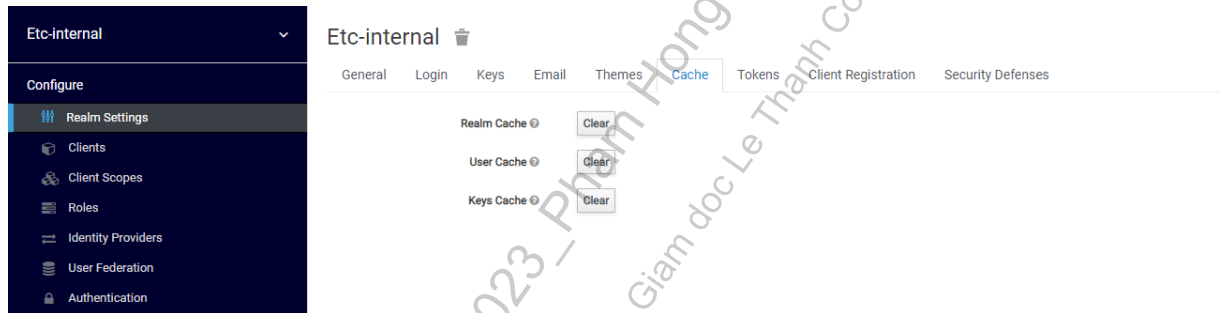 Etc-internal
Configure
Realm Settings
Clients
Client Scopes
Roles
Identity Providers
User Federation
Authentication
Etc-internal
General Login Keys Email Themes Cache Tokens Client Registration Security Defenses
Realm Cache Clear
User Cache Clear
Keys Cache Clear
023_Pham Hong
Giam doc Le Thanh Co